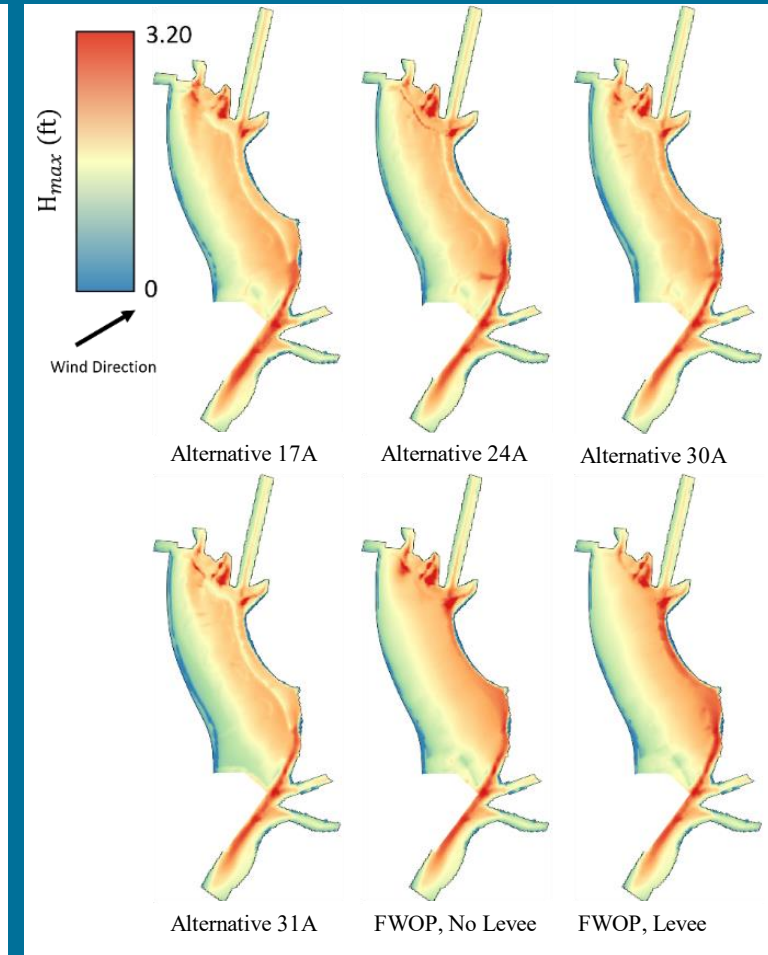 3.20
H_max (ft)
0
Wind Direction
Alternative 17A
Alternative 24A
Alternative 30A
Alternative 31A
FWOP, No Levee
FWOP, Levee